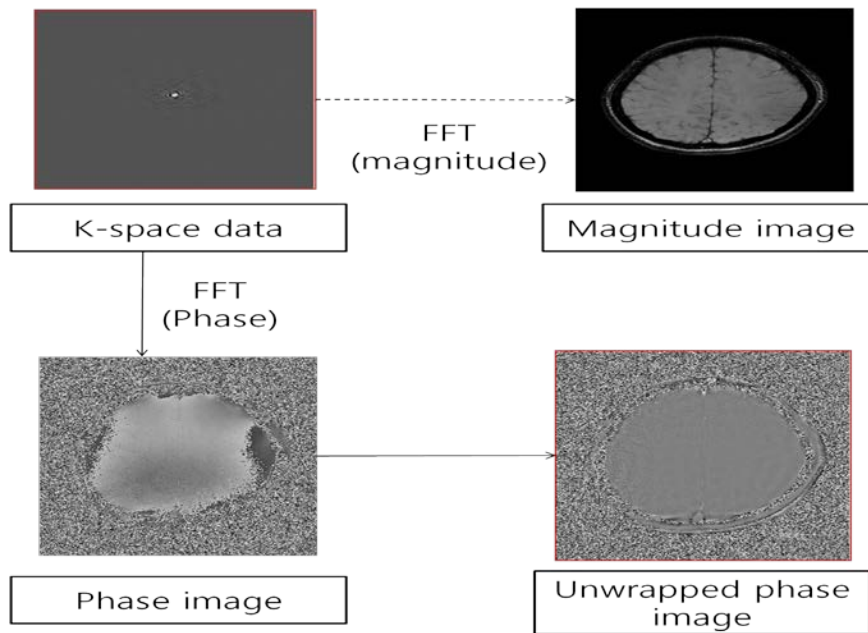 FFT
(magnitude)
K-space data
Magnitude image
FFT
(Phase)
Phase image
Unwrapped phase
image